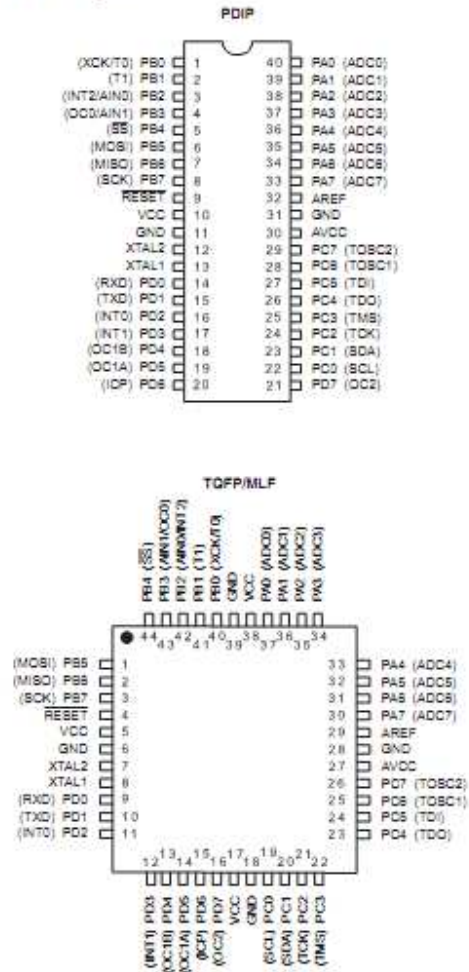 PDIP
(XCK/T0) PB0 1 40 PA0 (ADC0)
(T1) PB1 2 39 PA1 (ADC1)
(INT2/AIN0) PB2 3 38 PA2 (ADC2)
(OC0/AIN1) PB3 4 37 PA3 (ADC3)
(SS) PB4 5 36 PA4 (ADC4)
(MOSI) PB5 6 35 PA5 (ADC5)
(MISO) PB6 7 34 PA6 (ADC6)
(SCK) PB7 8 33 PA7 (ADC7)
RESET 9 32 AREF
VCC 10 31 GND
GND 11 30 AVCC
XTAL2 12 29 PC7 (TOSC2)
XTAL1 13 28 PC6 (TOSC1)
(RXD) PD0 14 27 PC5 (TDI)
(TXD) PD1 15 26 PC4 (TDO)
(INT0) PD2 16 25 PC3 (TMS)
(INT1) PD3 17 24 PC2 (TCK)
(OC1B) PD4 18 23 PC1 (SDA)
(OC1A) PD5 19 22 PC0 (SCL)
(ICP) PD6 20 21 PD7 (OC2)
TQFP/MLF
PB4 (SS)
PB3 (AIN1/OC0)
PB2 (AIN0/INT2)
PB1 (T1)
PB0 (XCK/T0)
GND
VCC
PA0 (ADC0)
PA1 (ADC1)
PA2 (ADC2)
PA3 (ADC3)
44 43 42 41 40 39 38 37 36 35 34
(MOSI) PB5 1 33 PA4 (ADC4)
(MISO) PB6 2 32 PA5 (ADC5)
(SCK) PB7 3 31 PA6 (ADC6)
RESET 4 30 PA7 (ADC7)
VCC 5 29 AREF
GND 6 28 GND
XTAL2 7 27 AVCC
XTAL1 8 26 PC7 (TOSC2)
(RXD) PD0 9 25 PC6 (TOSC1)
(TXD) PD1 10 24 PC5 (TDI)
(INT0) PD2 11 23 PC4 (TDO)
12 13 14 15 16 17 18 19 20 21 22
(INT1) PD3
(OC1B) PD4
(OC1A) PD5
(ICP) PD6
(OC2) PD7
VCC
GND
(SCL) PC0
(SDA) PC1
(TCK) PC2
(TMS) PC3